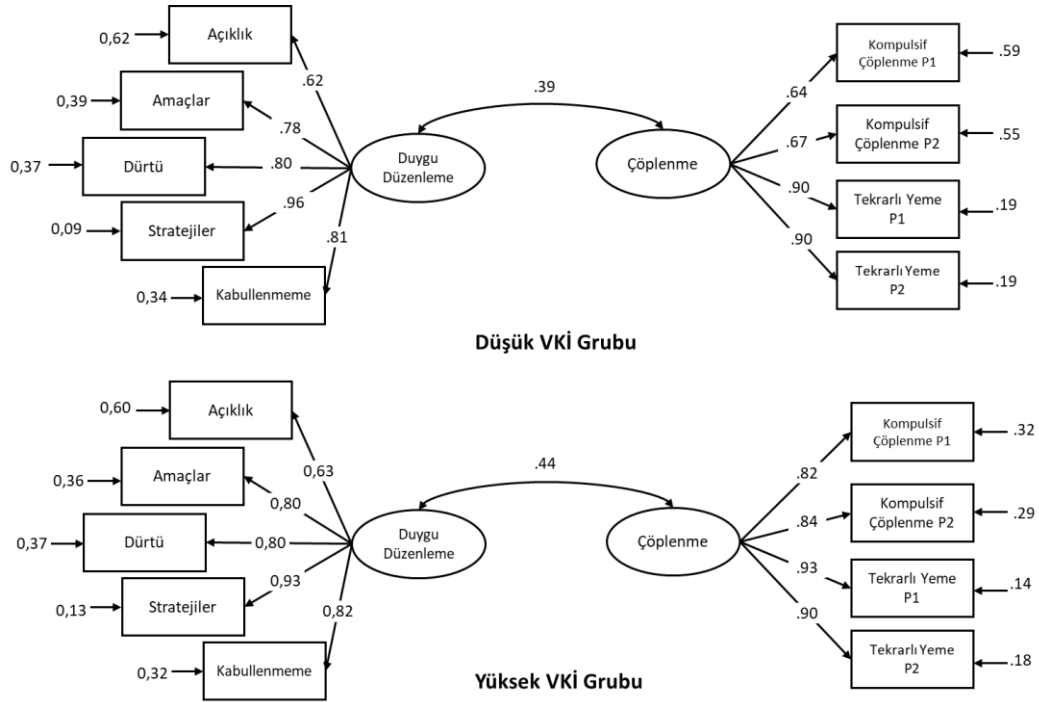 0,62
Açıklık
.62
0,39
Amaçlar
.78
0,37
Dürtü
.80
0,09
Stratejiler
.96
0,34
Kabullenmeme
.81
Duygu
Düzenleme
.39
Çöplenme
.64
Kompulsif
Çöplenme P1
.59
.67
Kompulsif
Çöplenme P2
.55
.90
Tekrarlı Yeme
P1
.19
.90
Tekrarlı Yeme
P2
.19
Düşük VKİ Grubu
0,60
Açıklık
0,63
0,36
Amaçlar
0,80
0,37
Dürtü
0,80
0,13
Stratejiler
0,93
0,32
Kabullenmeme
0,82
Duygu
Düzenleme
.44
Çöplenme
.82
Kompulsif
Çöplenme P1
.32
.84
Kompulsif
Çöplenme P2
.29
.93
Tekrarlı Yeme
P1
.14
.90
Tekrarlı Yeme
P2
.18
Yüksek VKİ Grubu